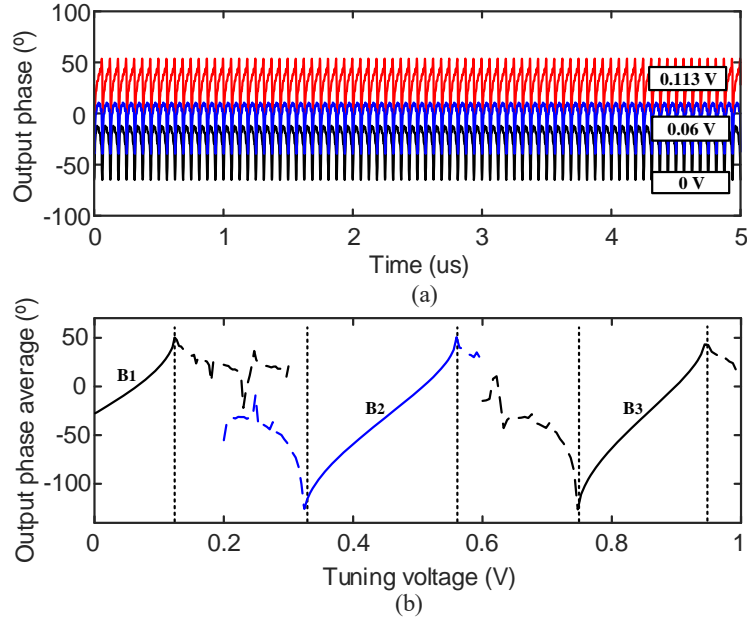 100
50
0
-50
-100
Output phase (º)
0.113 V
0.06 V
0 V
0 1 2 3 4 5
Time (us)
(a)
50
0
-50
-100
Output phase average (º)
B1
B2
B3
0 0.2 0.4 0.6 0.8 1
Tuning voltage (V)
(b)